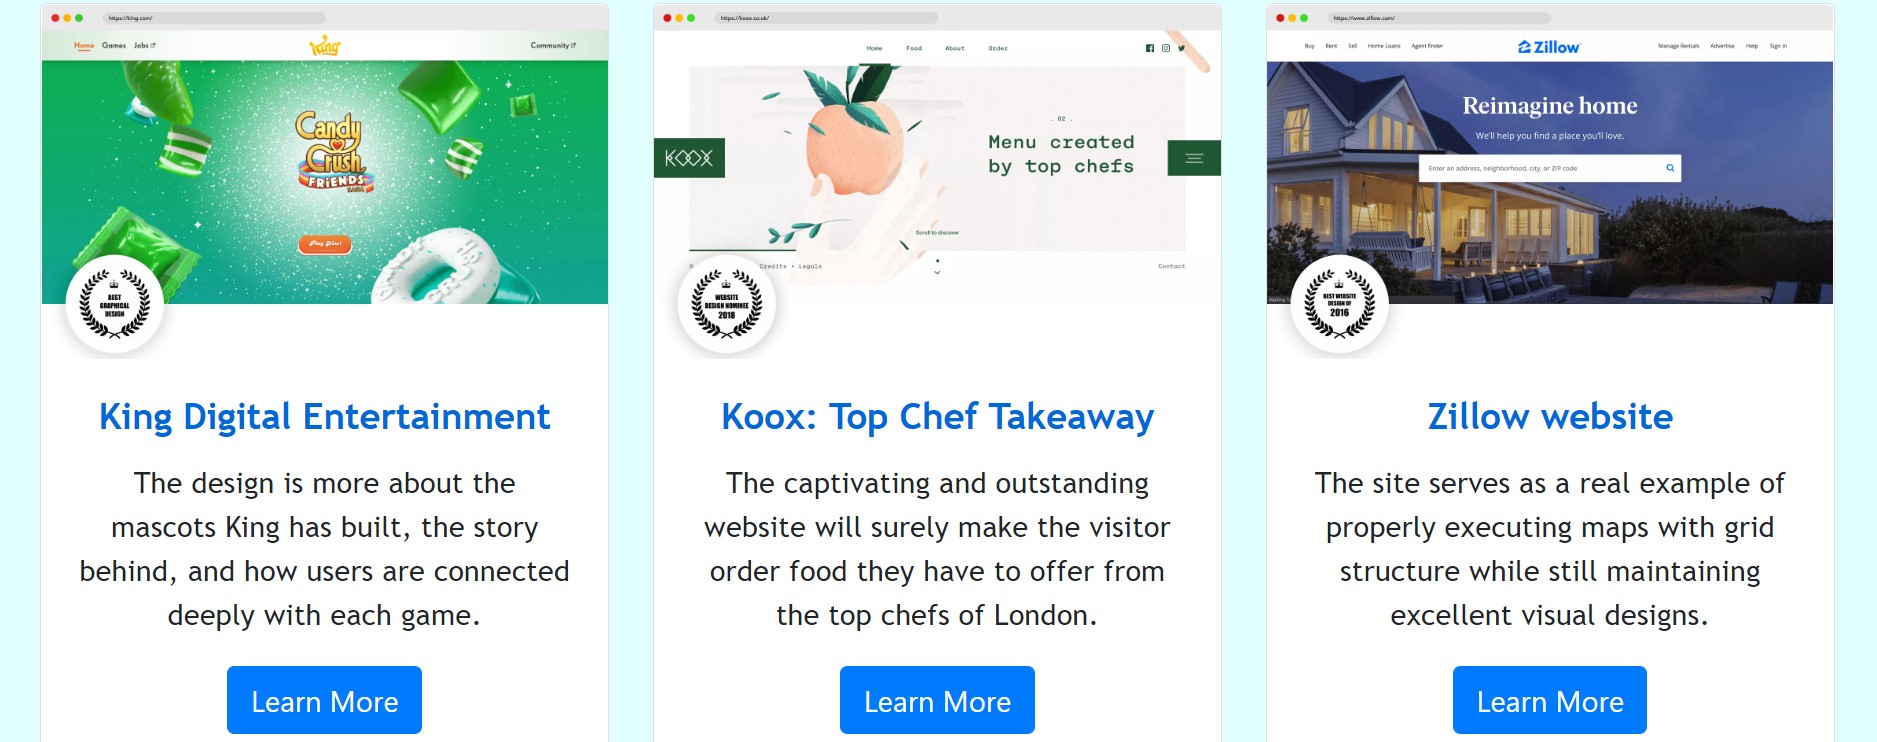 https://king.com/
Home Games Jobs
King
Community
Candy
Crush
FRIENDS
SAGA
Play Now!
BEST
GRAPHICAL
DESIGN
King Digital Entertainment
The design is more about the
mascots King has built, the story
behind, and how users are connected
deeply with each game.
Learn More
https://koox.co.uk/
Home Food About Order
KOOX
. 02 .
Menu created
by top chefs
Scroll to discover
Credits • Legals
Contact
WEBSITE
DESIGN NOMINEE
2018
Koox: Top Chef Takeaway
The captivating and outstanding
website will surely make the visitor
order food they have to offer from
the top chefs of London.
Learn More
https://www.zillow.com/
Buy Rent Sell Home Loans Agent finder
Zillow
Manage Rentals Advertise Help Sign in
Reimagine home
We'll help you find a place you'll love.
Enter an address, neighborhood, city, or ZIP code
BEST WEBSITE
DESIGN OF
2016
Zillow website
The site serves as a real example of
properly executing maps with grid
structure while still maintaining
excellent visual designs.
Learn More